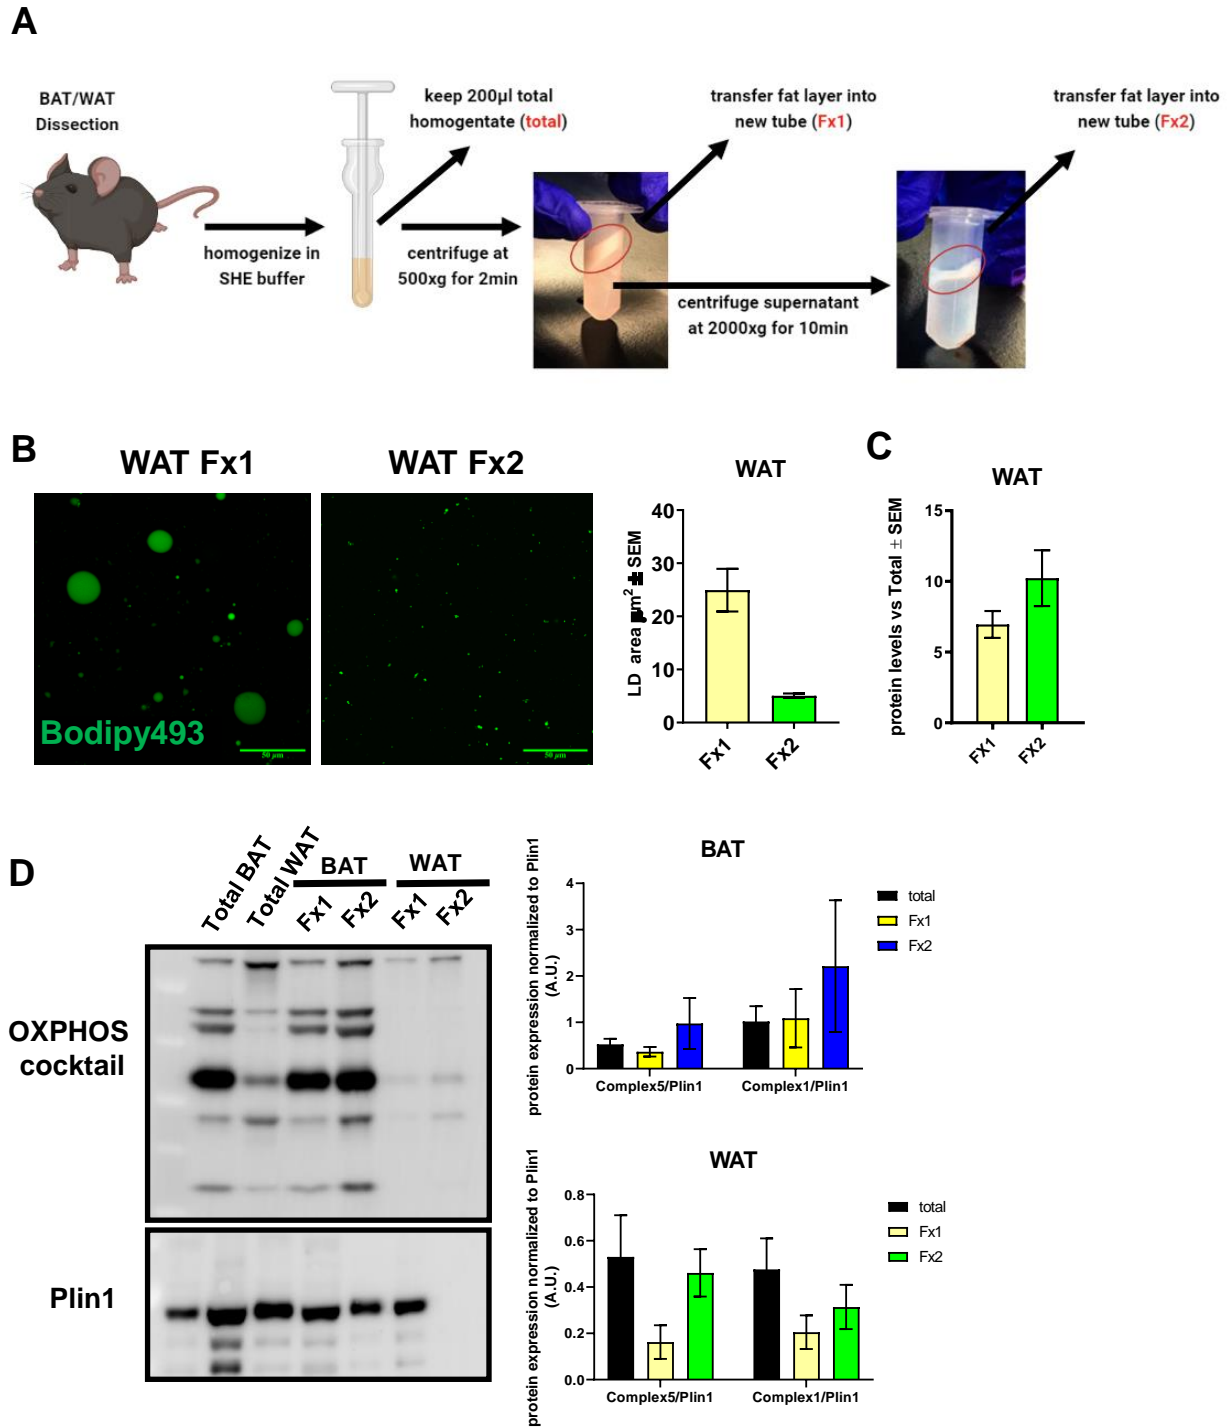 A
BAT/WAT
Dissection
homogenize in
SHE buffer
keep 200µl total
homogentate (total)
centrifuge at
500xg for 2min
transfer fat layer into
new tube (Fx1)
centrifuge supernatant
at 2000xg for 10min
transfer fat layer into
new tube (Fx2)
B
WAT Fx1
WAT Fx2
Bodipy493
50 µm
50 µm
WAT
LD area µm² ± SEM
40
30
20
10
0
Fx1
Fx2
C
WAT
protein levels vs Total ± SEM
15
10
5
0
FX1
FX2
D
Total BAT
Total WAT
BAT
WAT
Fx1
Fx2
Fx1
Fx2
OXPHOS
cocktail
Plin1
BAT
protein expression normalized to Plin1
(A.U.)
4
3
2
1
0
Complex5/Plin1
Complex1/Plin1
total
Fx1
Fx2
WAT
protein expression normalized to Plin1
(A.U.)
0.8
0.6
0.4
0.2
0.0
Complex5/Plin1
Complex1/Plin1
total
Fx1
Fx2